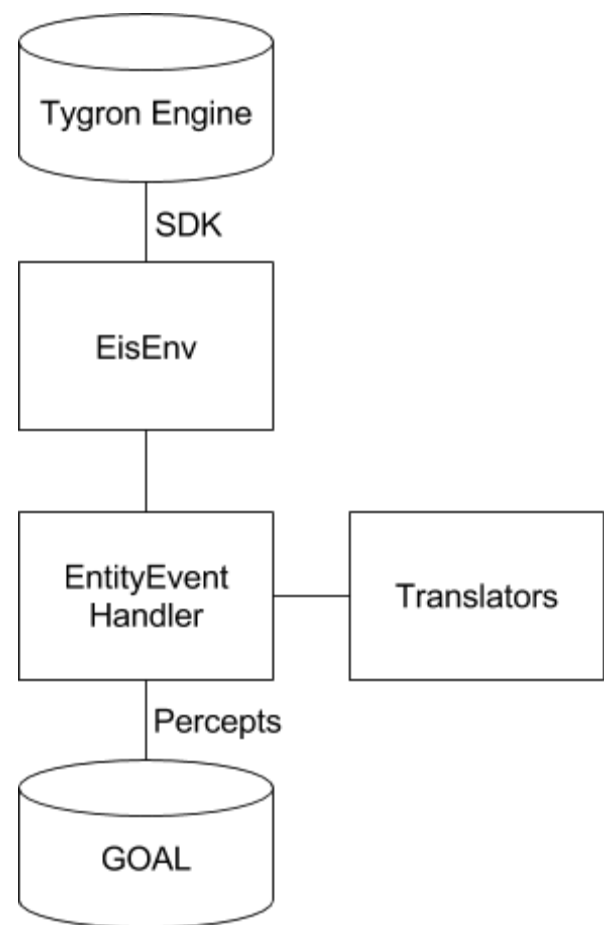 Tygron Engine
SDK
EisEnv
EntityEvent
Handler
Translators
Percepts
GOAL